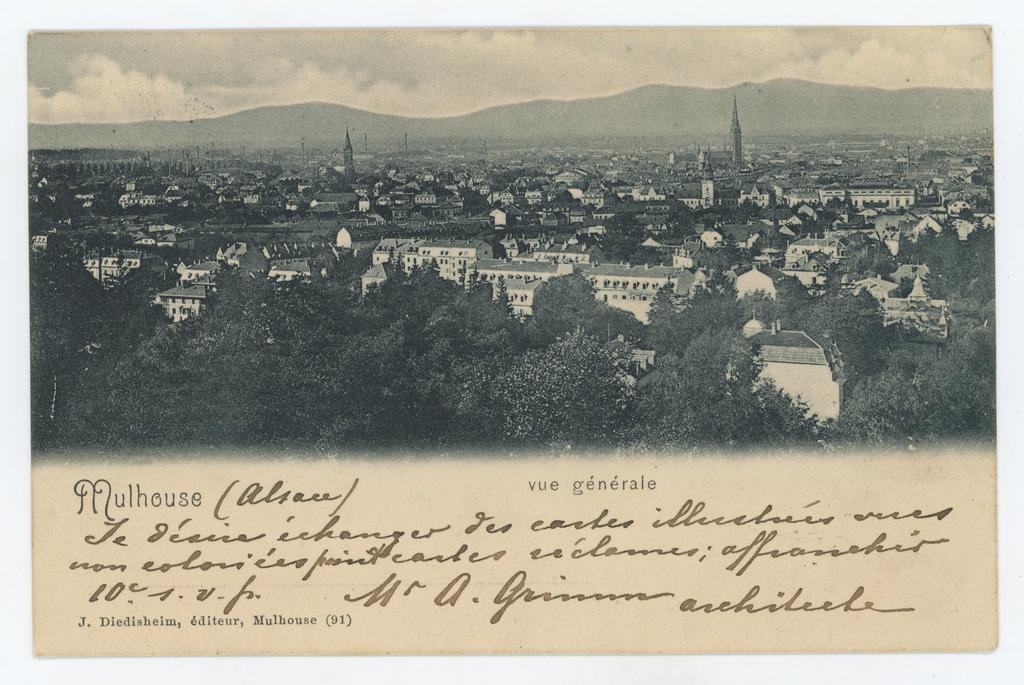 Mulhouse (Alsace) vue générale
Je désire échanger des cartes illustrées vues
non coloriées point cartes réclames; affranchir
10c s. v. p. Mr A. Grimm architecte
J. Diedisheim, éditeur, Mulhouse (91)